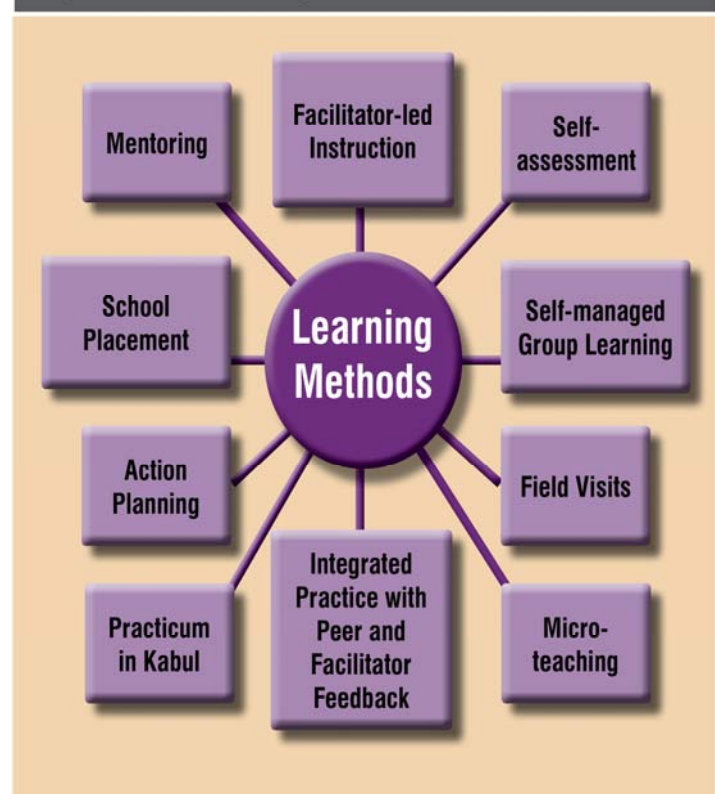 Mentoring
Facilitator-led
Instruction
Self-
assessment
School
Placement
Learning
Methods
Self-managed
Group Learning
Action
Planning
Field Visits
Practicum
in Kabul
Integrated
Practice with
Peer and
Facilitator
Feedback
Micro-
teaching